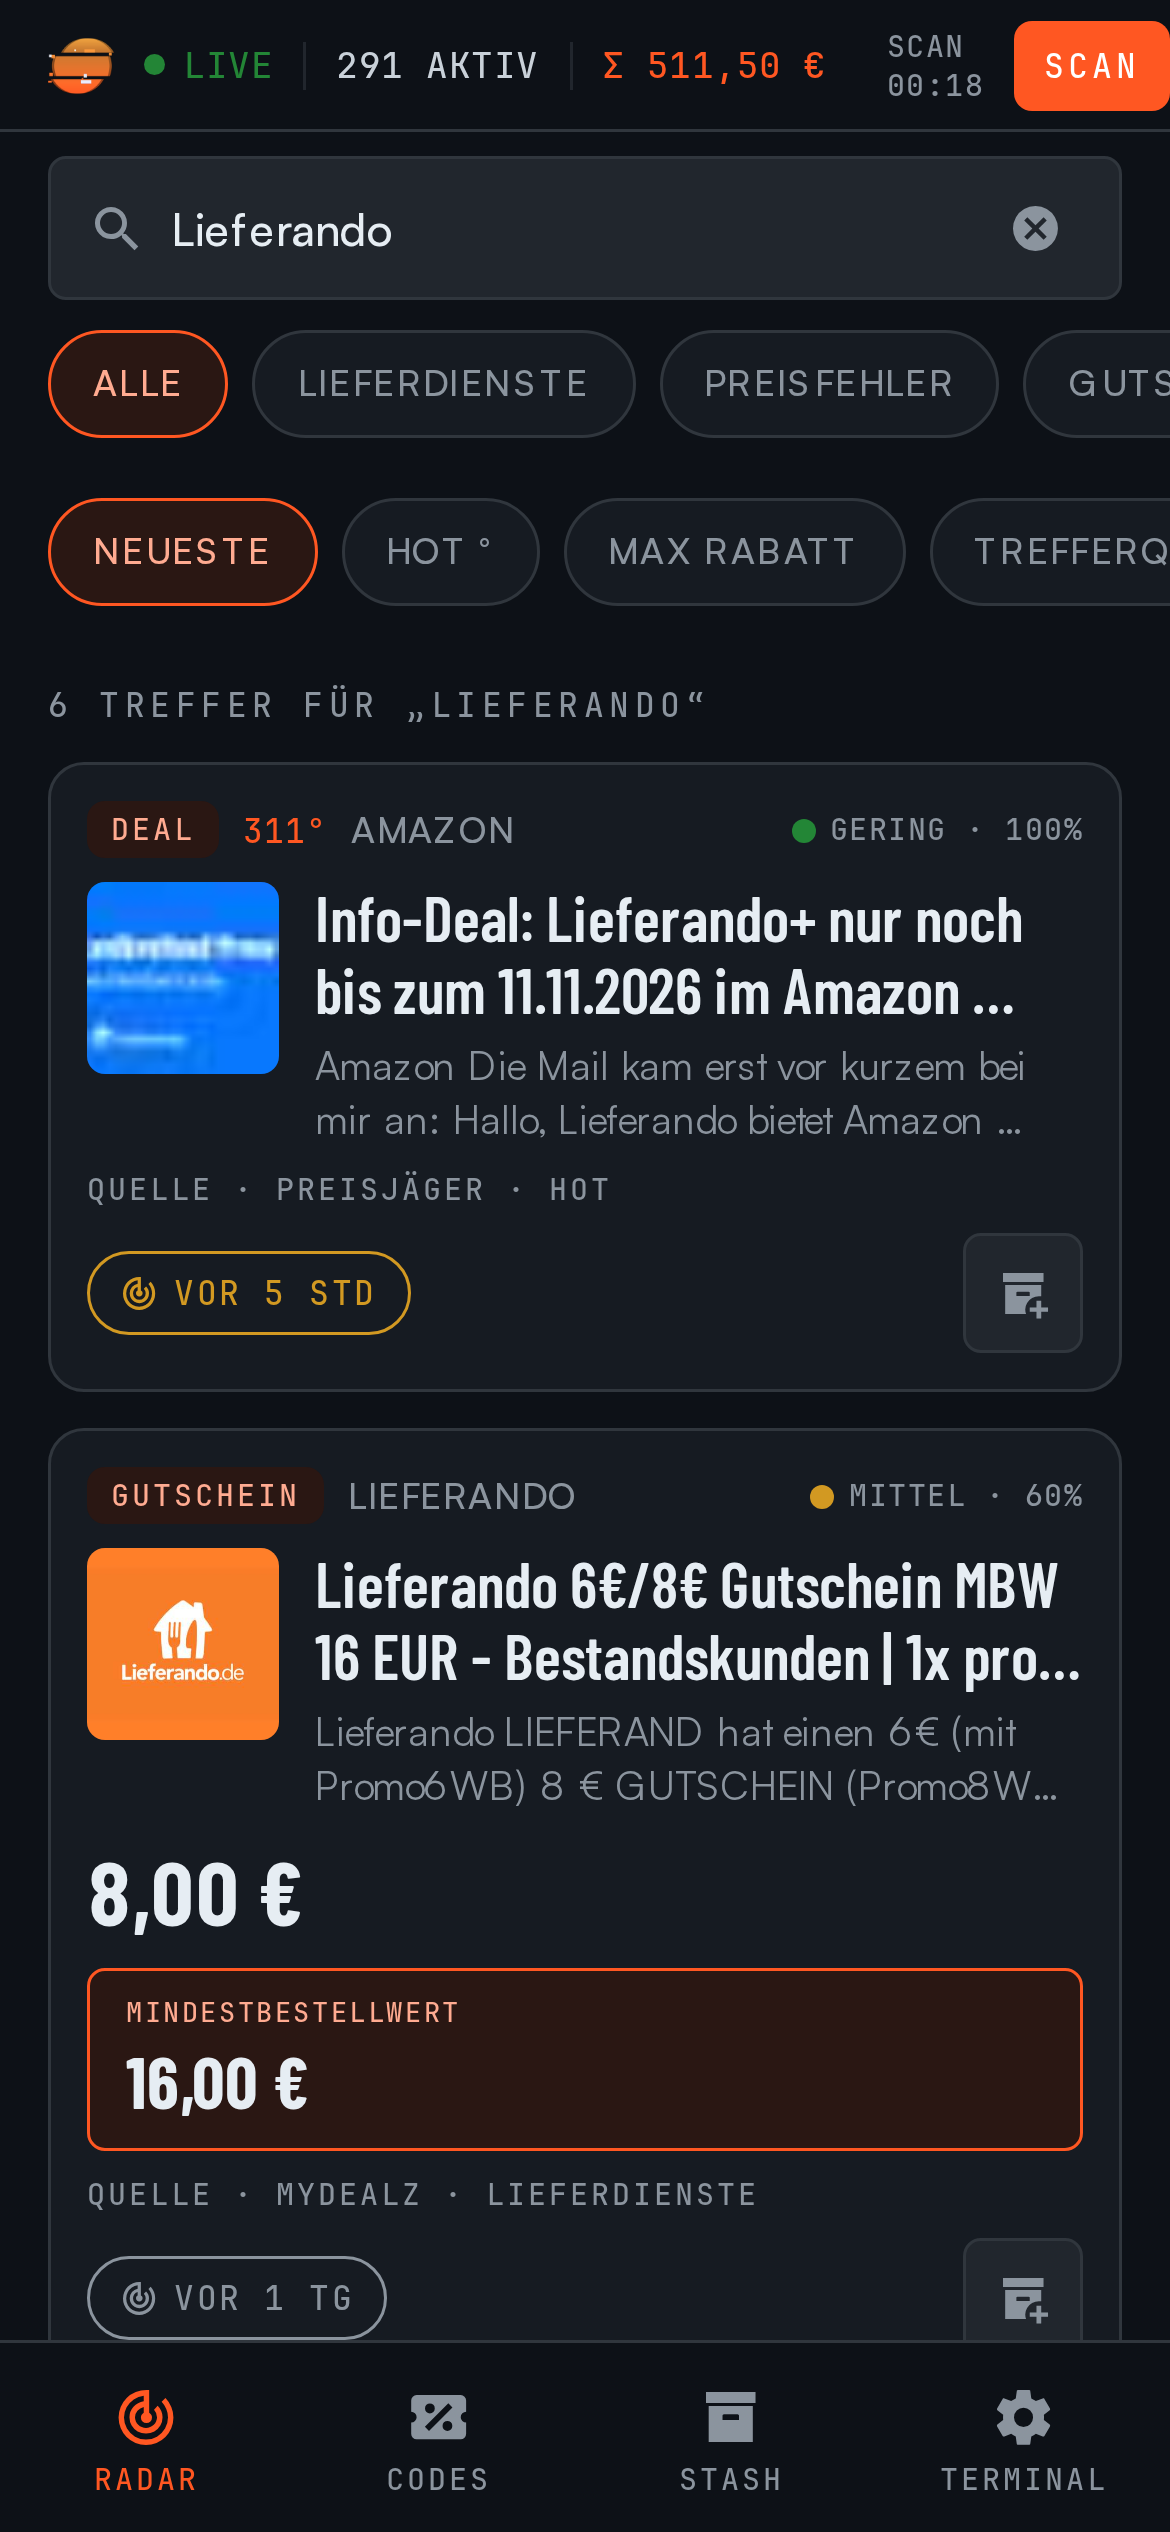 LIVE
291 AKTIV
Σ 511,50 €
SCAN
00:18
SCAN
Lieferando
ALLE
LIEFERDIENSTE
PREISFEHLER
GUTS
NEUESTE
HOT °
MAX RABATT
TREFFERQ
6 TREFFER FÜR „LIEFERANDO“
DEAL
311°
AMAZON
GERING · 100%
Info-Deal: Lieferando+ nur noch
bis zum 11.11.2026 im Amazon ...
Amazon Die Mail kam erst vor kurzem bei
mir an: Hallo, Lieferando bietet Amazon ...
QUELLE · PREISJÄGER · HOT
VOR 5 STD
GUTSCHEIN
LIEFERANDO
MITTEL · 60%
Lieferando.de
Lieferando 6€/8€ Gutschein MBW
16 EUR - Bestandskunden | 1x pro...
Lieferando LIEFERAND hat einen 6€ (mit
Promo6WB) 8 € GUTSCHEIN (Promo8W...
8,00 €
MINDESTBESTELLWERT
16,00 €
QUELLE · MYDEALZ · LIEFERDIENSTE
VOR 1 TG
RADAR
CODES
STASH
TERMINAL